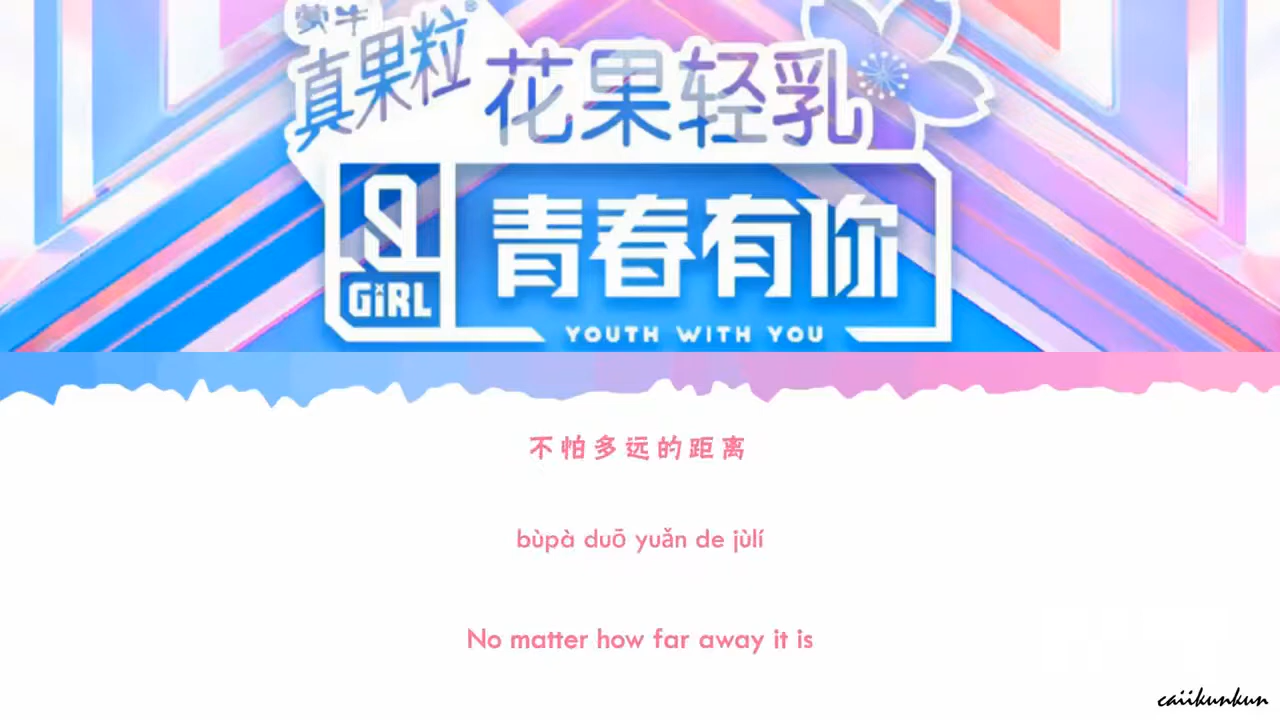 蒙牛
真果粒®
花果轻乳
青春有你
GiRL
YOUTH WITH YOU
不怕多远的距离
bùpà duō yuǎn de jùlí
No matter how far away it is
caiikunkun